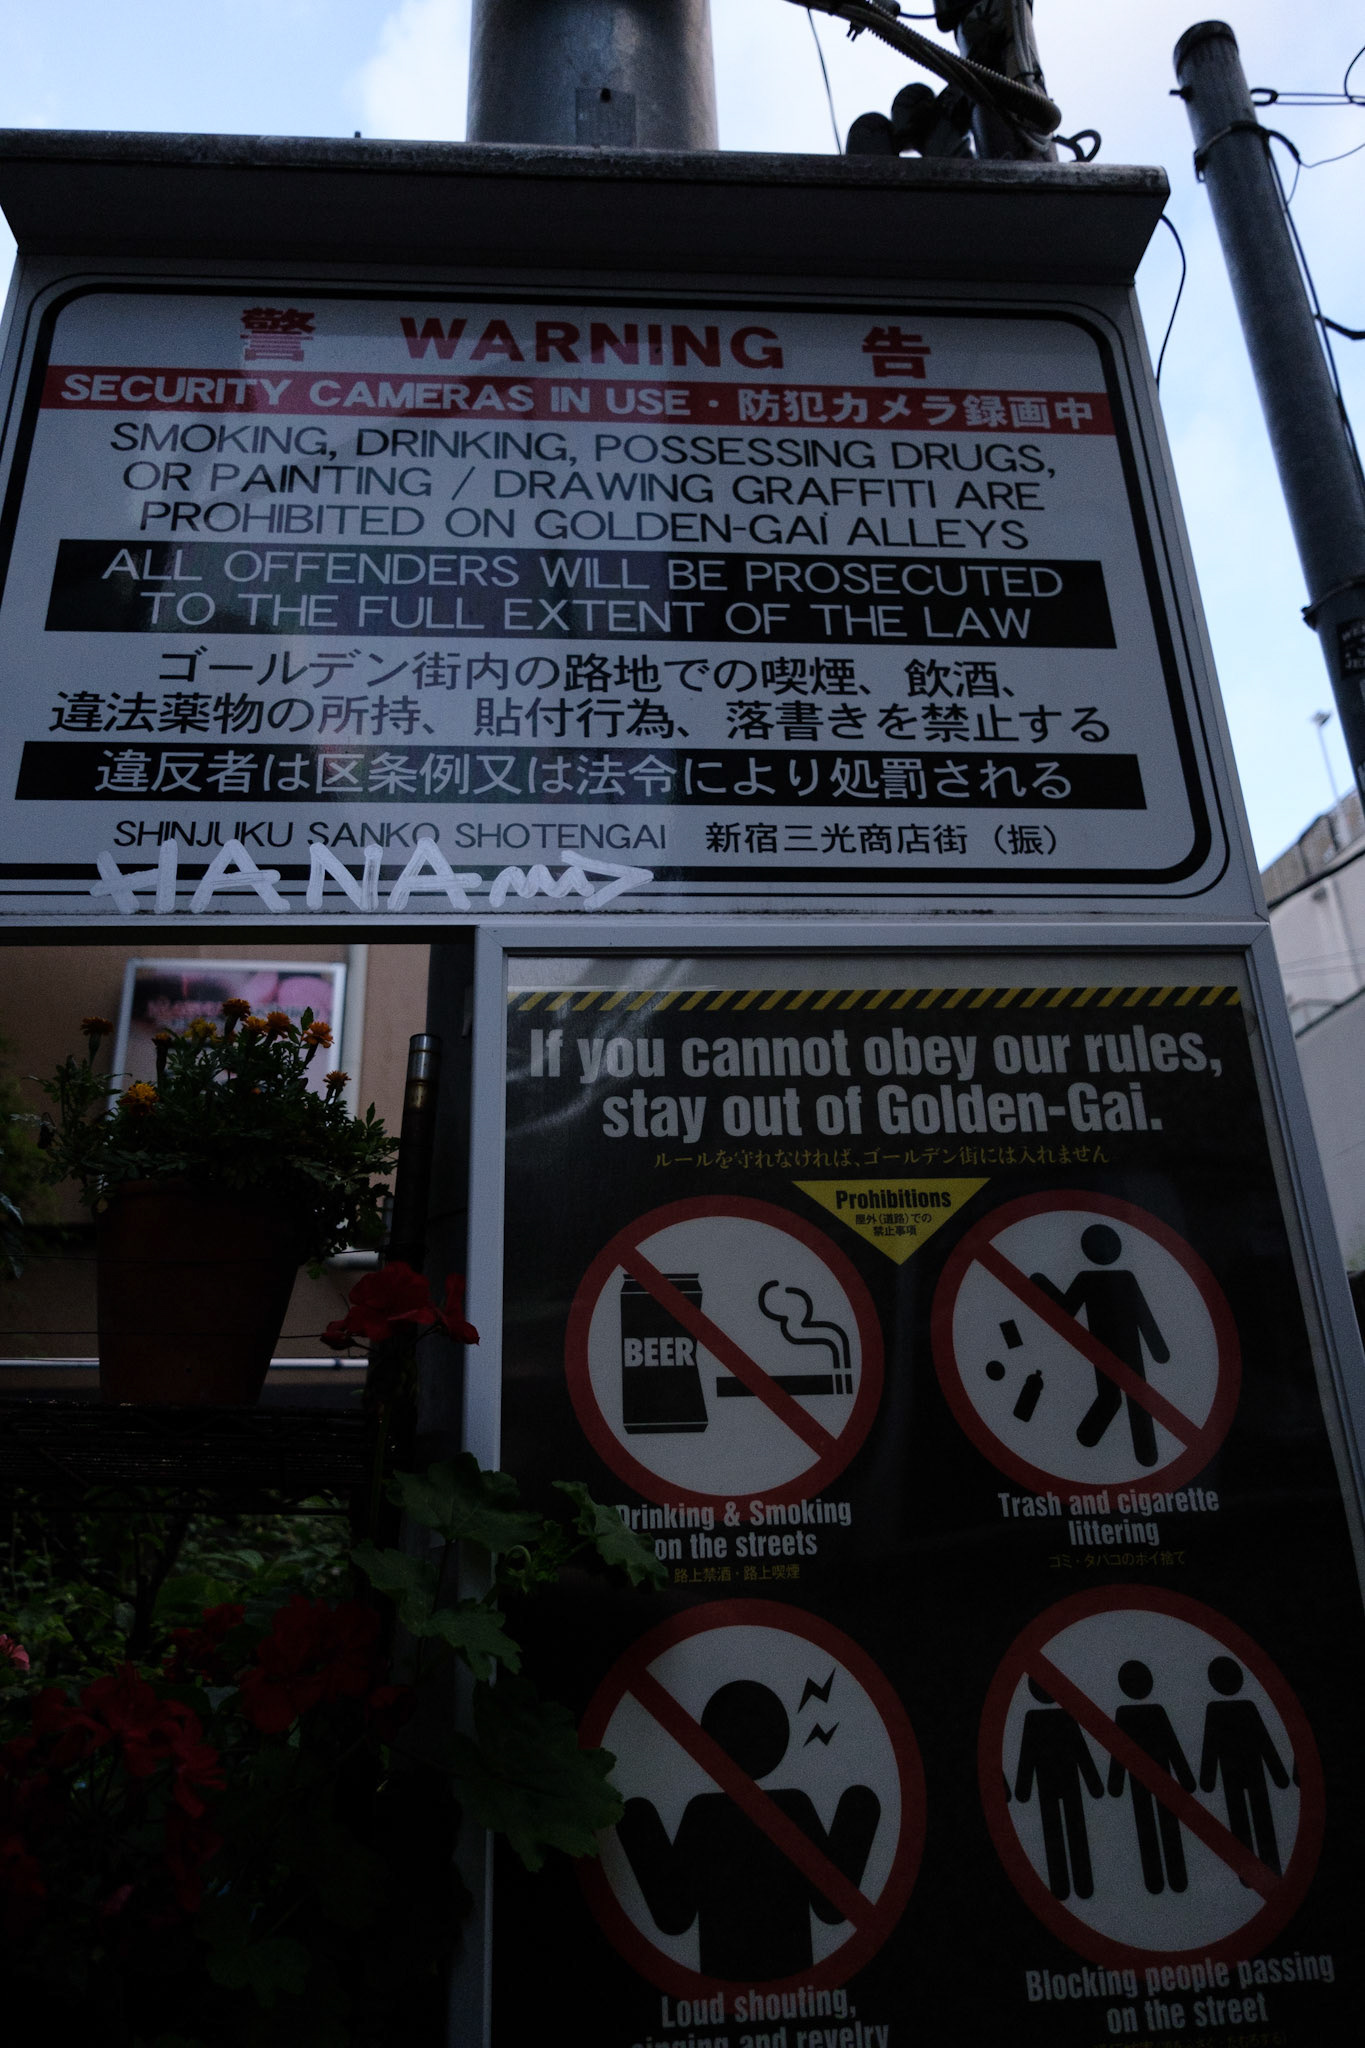 警 WARNING 告
SECURITY CAMERAS IN USE・防犯カメラ録画中
SMOKING, DRINKING, POSSESSING DRUGS,
OR PAINTING / DRAWING GRAFFITI ARE
PROHIBITED ON GOLDEN-GAI ALLEYS
ALL OFFENDERS WILL BE PROSECUTED
TO THE FULL EXTENT OF THE LAW
ゴールデン街内の路地での喫煙、飲酒、
違法薬物の所持、貼付行為、落書きを禁止する
違反者は区条例又は法令により処罰される
SHINJUKU SANKO SHOTENGAI 新宿三光商店街（振）
HANA
If you cannot obey our rules,
stay out of Golden-Gai.
ルールを守れなければ、ゴールデン街には入れません
Prohibitions
屋外（道路）での
禁止事項
BEER
Drinking & Smoking
on the streets
路上禁酒・路上喫煙
Trash and cigarette
littering
ゴミ・タバコのポイ捨て
Loud shouting,
singing and revelry
Blocking people passing
on the street